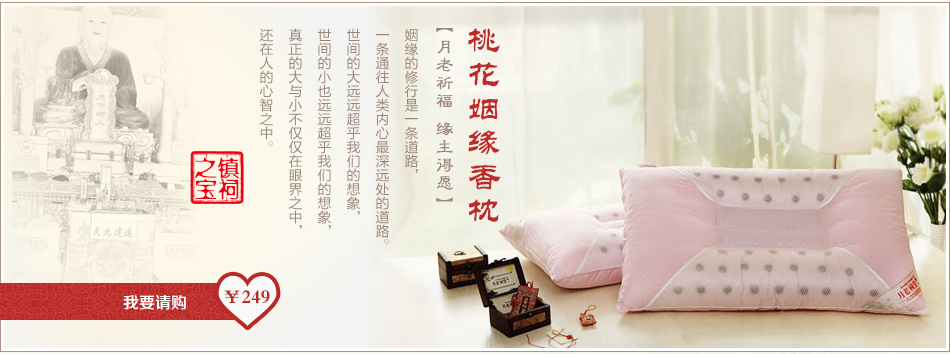 桃花姻缘香枕
【月老祈福 缘主得愿】
姻缘的修行是一条道路，
一条通往人类内心最深远处的道路。
世间的大远远超乎我们的想象，
世间的小也远远超乎我们的想象，
真正的大与小不仅仅在眼界之中，
还在人的心智之中。
镇祠
之宝
我要请购
￥249